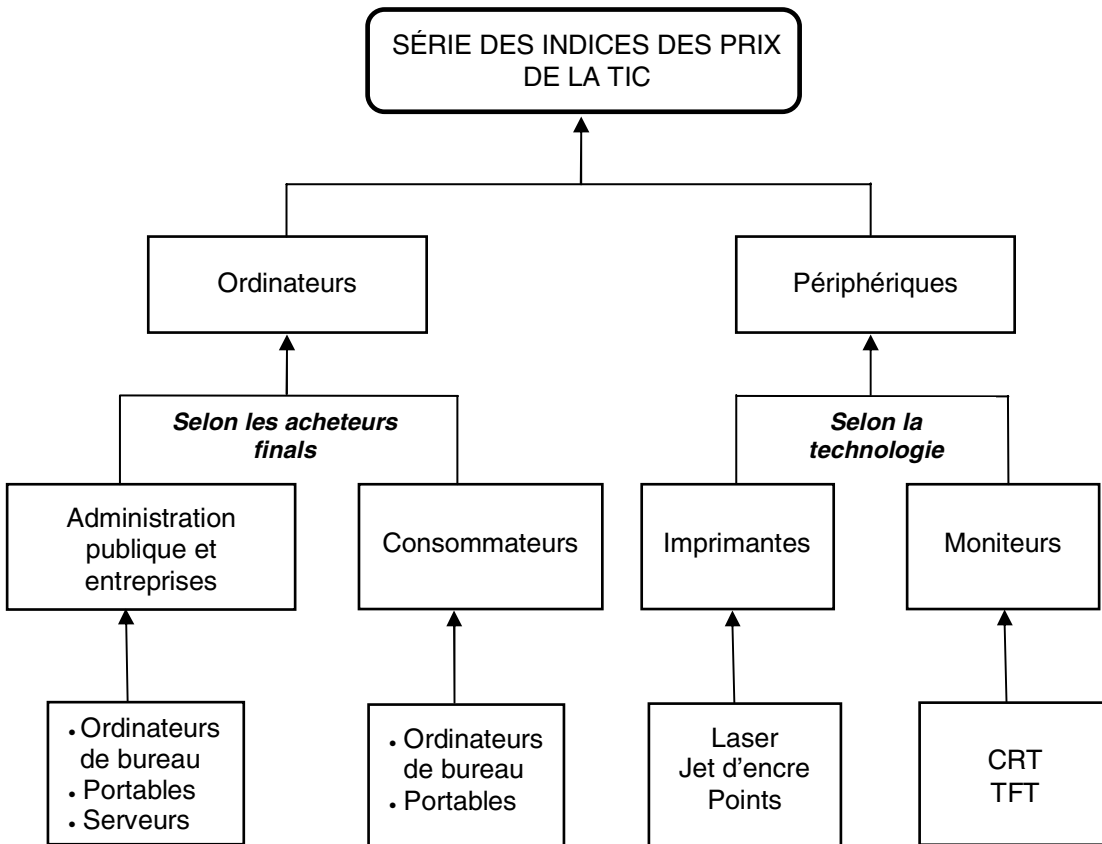 SÉRIE DES INDICES DES PRIX
DE LA TIC
Ordinateurs
Périphériques
Selon les acheteurs
finals
Selon la
technologie
Administration
publique et
entreprises
Consommateurs
Imprimantes
Moniteurs
• Ordinateurs
de bureau
• Portables
• Serveurs
• Ordinateurs
de bureau
• Portables
Laser
Jet d'encre
Points
CRT
TFT